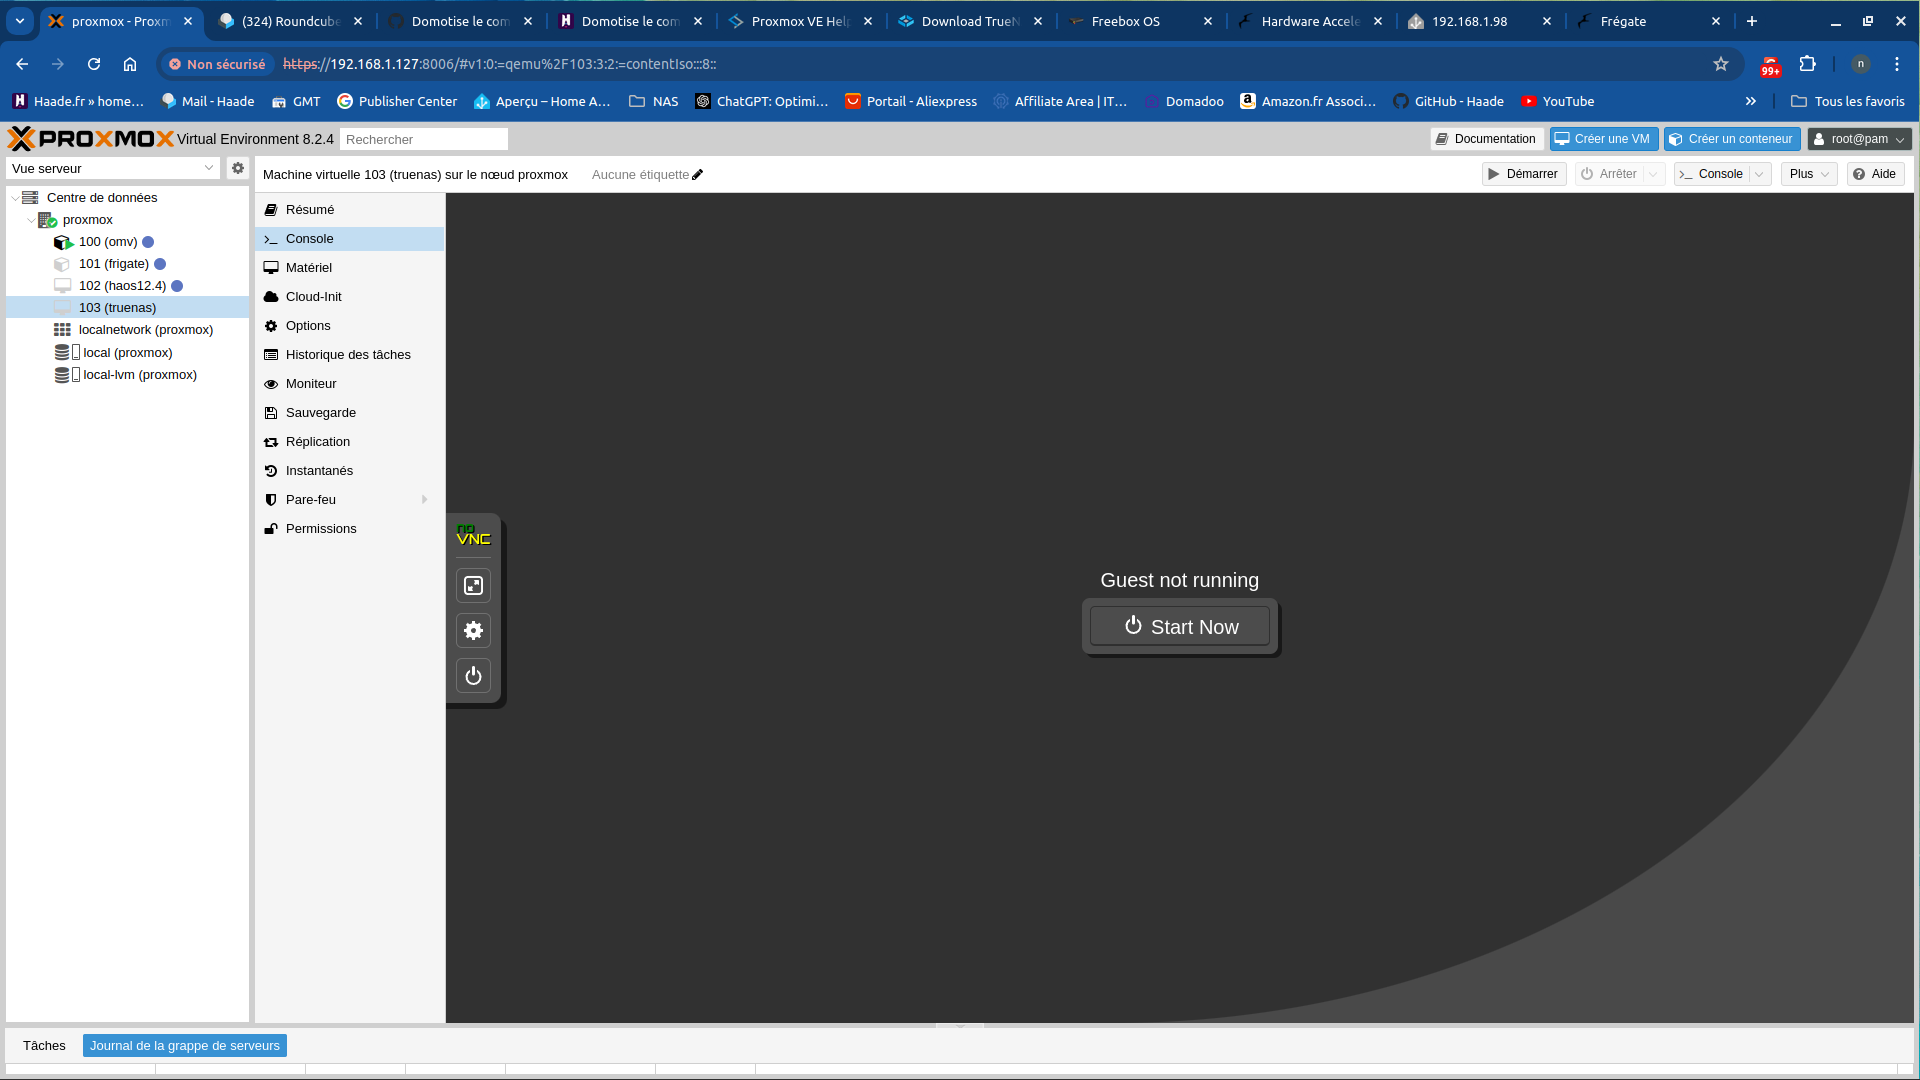 proxmox - Proxm
(324) Roundcube
Domotise le com
Domotise le com
Proxmox VE Help
Download TrueN
Freebox OS
Hardware Accele
192.168.1.98
Frégate
Non sécurisé
https://192.168.1.127:8006/#v1:0:=qemu%2F103:3:2:=contentIso:::8::
99+
n
Haade.fr » home…
Mail - Haade
GMT
Publisher Center
Aperçu – Home A…
NAS
ChatGPT: Optimi…
Portail - Aliexpress
Affiliate Area | IT…
Domadoo
Amazon.fr Associ…
GitHub - Haade
YouTube
Tous les favoris
PROXMOX Virtual Environment 8.2.4
Rechercher
Documentation
Créer une VM
Créer un conteneur
root@pam
Vue serveur
Machine virtuelle 103 (truenas) sur le nœud proxmox
Aucune étiquette
Démarrer
Arrêter
Console
Plus
Aide
Centre de données
proxmox
100 (omv)
101 (frigate)
102 (haos12.4)
103 (truenas)
localnetwork (proxmox)
local (proxmox)
local-lvm (proxmox)
Résumé
Console
Matériel
Cloud-Init
Options
Historique des tâches
Moniteur
Sauvegarde
Réplication
Instantanés
Pare-feu
Permissions
no
VNC
Guest not running
Start Now
Tâches
Journal de la grappe de serveurs